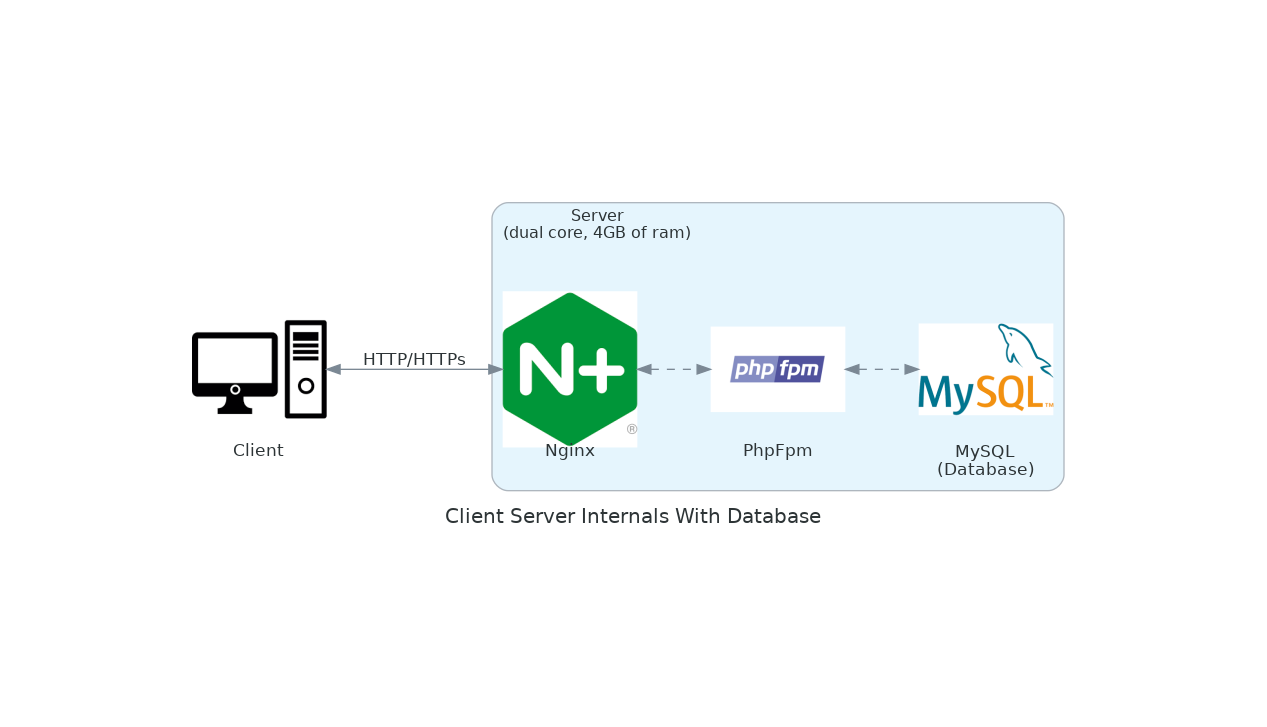 Server
(dual core, 4GB of ram)
HTTP/HTTPs
N+
®
php fpm
MySQL™
Client
Nginx
PhpFpm
MySQL
(Database)
Client Server Internals With Database